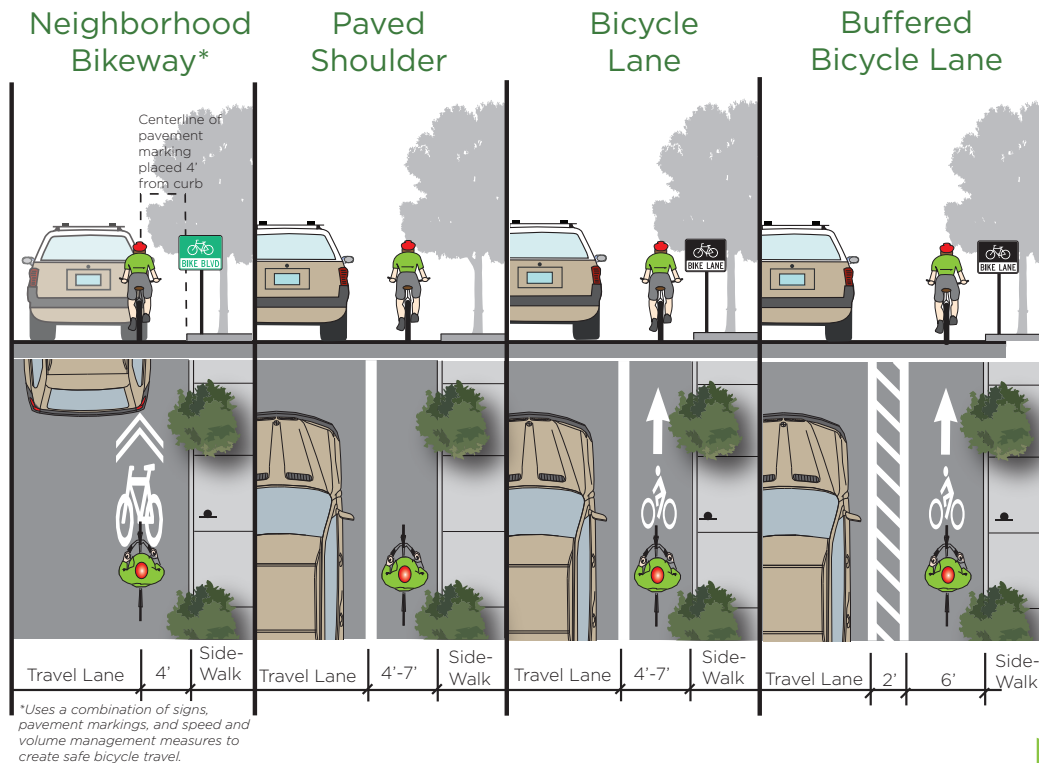 Neighborhood
Bikeway*
Centerline of
pavement
marking
placed 4'
from curb
BIKE BLVD
Travel Lane
4'
Side-
Walk
*Uses a combination of signs,
pavement markings, and speed and
volume management measures to
create safe bicycle travel.
Paved
Shoulder
Travel Lane
4'-7'
Side-
Walk
Bicycle
Lane
BIKE LANE
Travel Lane
4'-7'
Side-
Walk
Buffered
Bicycle Lane
BIKE LANE
Travel Lane
2'
6'
Side-
Walk